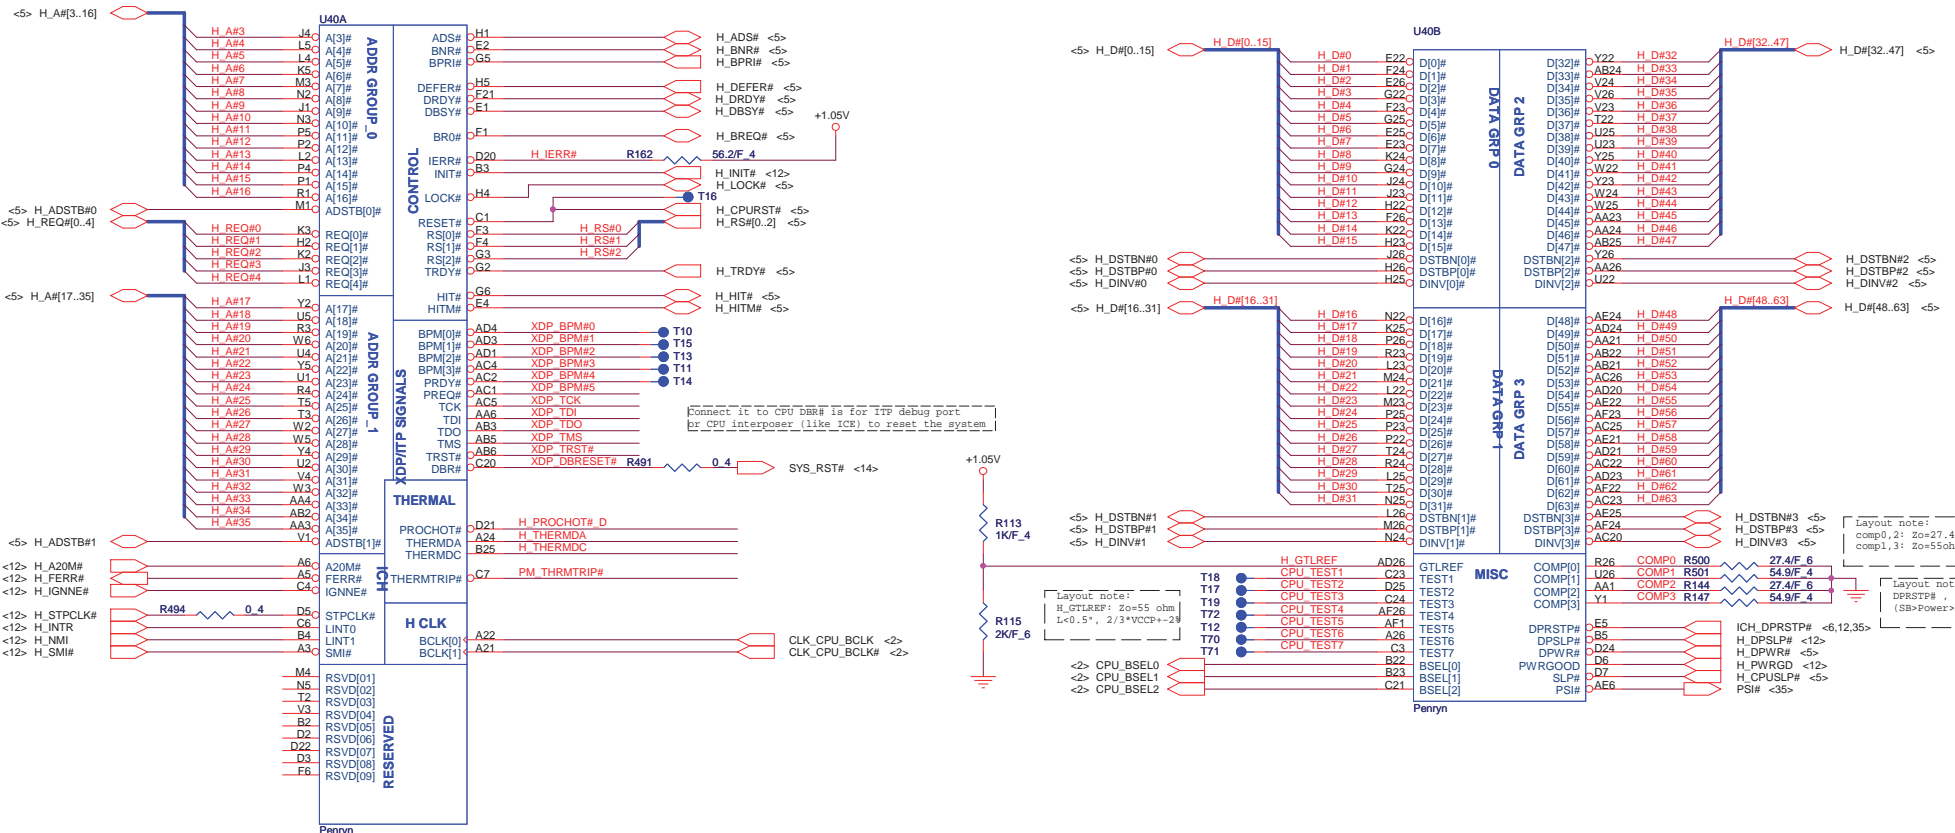 <5> H_A#[3..16]
U40A
ADDR GROUP_0
H_A#3 J4 A[3]#
H_A#4 L5 A[4]#
H_A#5 L4 A[5]#
H_A#6 K5 A[6]#
H_A#7 M3 A[7]#
H_A#8 N2 A[8]#
H_A#9 J1 A[9]#
H_A#10 N3 A[10]#
H_A#11 P5 A[11]#
H_A#12 P2 A[12]#
H_A#13 L2 A[13]#
H_A#14 P4 A[14]#
H_A#15 P1 A[15]#
H_A#16 R1 A[16]#
<5> H_ADSTB#0 M1 ADSTB[0]#
<5> H_REQ#[0..4]
H_REQ#0 K3 REQ[0]#
H_REQ#1 H2 REQ[1]#
H_REQ#2 K2 REQ[2]#
H_REQ#3 J3 REQ[3]#
H_REQ#4 L1 REQ[4]#
<5> H_A#[17..35]
ADDR GROUP_1
H_A#17 Y2 A[17]#
H_A#18 U5 A[18]#
H_A#19 R3 A[19]#
H_A#20 W6 A[20]#
H_A#21 U4 A[21]#
H_A#22 Y5 A[22]#
H_A#23 U1 A[23]#
H_A#24 R4 A[24]#
H_A#25 T5 A[25]#
H_A#26 T3 A[26]#
H_A#27 W2 A[27]#
H_A#28 W5 A[28]#
H_A#29 Y4 A[29]#
H_A#30 U2 A[30]#
H_A#31 V4 A[31]#
H_A#32 W3 A[32]#
H_A#33 AA4 A[33]#
H_A#34 AB2 A[34]#
H_A#35 AA3 A[35]#
<5> H_ADSTB#1 V1 ADSTB[1]#
ICH
<12> H_A20M# A6 A20M#
<12> H_FERR# A5 FERR#
<12> H_IGNNE# C4 IGNNE#
<12> H_STPCLK# R494 0_4 D5 STPCLK#
<12> H_INTR C6 LINT0
<12> H_NMI B4 LINT1
<12> H_SMI# A3 SMI#
RESERVED
M4 RSVD[01]
N5 RSVD[02]
T2 RSVD[03]
V3 RSVD[04]
B2 RSVD[05]
D2 RSVD[06]
D22 RSVD[07]
D3 RSVD[08]
F6 RSVD[09]
Penryn
CONTROL
ADS# H1 H_ADS# <5>
BNR# E2 H_BNR# <5>
BPRI# G5 H_BPRI# <5>
DEFER# H5 H_DEFER# <5>
DRDY# F21 H_DRDY# <5>
DBSY# E1 H_DBSY# <5>
+1.05V
BR0# F1 H_BREQ# <5>
IERR# D20 H_IERR# R162 56.2/F_4
INIT# B3 H_INIT# <12>
H_LOCK# <5>
LOCK# H4 T16
H_CPURST# <5>
RESET# C1 H_RS#[0..2] <5>
RS[0]# F3 H_RS#0
RS[1]# F4 H_RS#1
RS[2]# G3 H_RS#2
TRDY# G2 H_TRDY# <5>
HIT# G6 H_HIT# <5>
HITM# E4 H_HITM# <5>
XDP/ITP SIGNALS
BPM[0]# AD4 XDP_BPM#0 T10
BPM[1]# AD3 XDP_BPM#1 T15
BPM[2]# AD1 XDP_BPM#2 T13
BPM[3]# AC4 XDP_BPM#3 T11
PRDY# AC2 XDP_BPM#4 T14
PREQ# AC1 XDP_BPM#5
TCK AC5 XDP_TCK
TDI AA6 XDP_TDI
TDO AB3 XDP_TDO
TMS AB5 XDP_TMS
TRST# AB6 XDP_TRST#
DBR# C20 XDP_DBRESET# R491 0_4 SYS_RST# <14>
Connect it to CPU DBR# is for ITP debug port
or CPU interposer (like ICE) to reset the system
THERMAL
PROCHOT# D21 H_PROCHOT#_D
THERMDA A24 H_THERMDA
THERMDC B25 H_THERMDC
THERMTRIP# C7 PM_THRMTRIP#
H CLK
BCLK[0] A22 CLK_CPU_BCLK <2>
BCLK[1] A21 CLK_CPU_BCLK# <2>
+1.05V
R113
1K/F_4
R115
2K/F_6
Layout note:
H_GTLREF: Zo=55 ohm
L<0.5", 2/3*VCCP+-2%
U40B
<5> H_D#[0..15] H_D#[0..15]
DATA GRP 0
H_D#0 E22 D[0]#
H_D#1 F24 D[1]#
H_D#2 E26 D[2]#
H_D#3 G22 D[3]#
H_D#4 F23 D[4]#
H_D#5 G25 D[5]#
H_D#6 E25 D[6]#
H_D#7 E23 D[7]#
H_D#8 K24 D[8]#
H_D#9 G24 D[9]#
H_D#10 J24 D[10]#
H_D#11 J23 D[11]#
H_D#12 H22 D[12]#
H_D#13 F26 D[13]#
H_D#14 K22 D[14]#
H_D#15 H23 D[15]#
<5> H_DSTBN#0 J26 DSTBN[0]#
<5> H_DSTBP#0 H26 DSTBP[0]#
<5> H_DINV#0 H25 DINV[0]#
<5> H_D#[16..31] H_D#[16..31]
DATA GRP 1
H_D#16 N22 D[16]#
H_D#17 K25 D[17]#
H_D#18 P26 D[18]#
H_D#19 R23 D[19]#
H_D#20 L23 D[20]#
H_D#21 M24 D[21]#
H_D#22 L22 D[22]#
H_D#23 M23 D[23]#
H_D#24 P25 D[24]#
H_D#25 P23 D[25]#
H_D#26 P22 D[26]#
H_D#27 T24 D[27]#
H_D#28 R24 D[28]#
H_D#29 L25 D[29]#
H_D#30 T25 D[30]#
H_D#31 N25 D[31]#
<5> H_DSTBN#1 L26 DSTBN[1]#
<5> H_DSTBP#1 M26 DSTBP[1]#
<5> H_DINV#1 N24 DINV[1]#
MISC
H_GTLREF AD26 GTLREF
T18 CPU_TEST1 C23 TEST1
T17 CPU_TEST2 D25 TEST2
T19 CPU_TEST3 C24 TEST3
T72 CPU_TEST4 AF26 TEST4
T12 CPU_TEST5 AF1 TEST5
T70 CPU_TEST6 A26 TEST6
T71 CPU_TEST7 C3 TEST7
<2> CPU_BSEL0 B22 BSEL[0]
<2> CPU_BSEL1 B23 BSEL[1]
<2> CPU_BSEL2 C21 BSEL[2]
Penryn
H_D#[32..47] H_D#[32..47] <5>
DATA GRP 2
D[32]# Y22 H_D#32
D[33]# AB24 H_D#33
D[34]# V24 H_D#34
D[35]# V26 H_D#35
D[36]# V23 H_D#36
D[37]# T22 H_D#37
D[38]# U25 H_D#38
D[39]# U23 H_D#39
D[40]# Y25 H_D#40
D[41]# W22 H_D#41
D[42]# Y23 H_D#42
D[43]# W24 H_D#43
D[44]# W25 H_D#44
D[45]# AA23 H_D#45
D[46]# AA24 H_D#46
D[47]# AB25 H_D#47
DSTBN[2]# Y26 H_DSTBN#2 <5>
DSTBP[2]# AA26 H_DSTBP#2 <5>
DINV[2]# U22 H_DINV#2 <5>
H_D#[48..63] H_D#[48..63] <5>
DATA GRP 3
D[48]# AE24 H_D#48
D[49]# AD24 H_D#49
D[50]# AA21 H_D#50
D[51]# AB22 H_D#51
D[52]# AB21 H_D#52
D[53]# AC26 H_D#53
D[54]# AD20 H_D#54
D[55]# AE22 H_D#55
D[56]# AF23 H_D#56
D[57]# AC25 H_D#57
D[58]# AE21 H_D#58
D[59]# AD21 H_D#59
D[60]# AC22 H_D#60
D[61]# AD23 H_D#61
D[62]# AF22 H_D#62
D[63]# AC23 H_D#63
DSTBN[3]# AE25 H_DSTBN#3 <5>
DSTBP[3]# AF24 H_DSTBP#3 <5>
DINV[3]# AC20 H_DINV#3 <5>
Layout note:
comp0,2: Zo=27.4
comp1,3: Zo=55oh
COMP[0] R26 COMP0 R500 27.4/F_6
COMP[1] U26 COMP1 R501 54.9/F_4
COMP[2] AA1 COMP2 R144 27.4/F_6
COMP[3] Y1 COMP3 R147 54.9/F_4
Layout not
DPRSTP# ,
(SB>Power>
DPRSTP# E5 ICH_DPRSTP# <6,12,35>
DPSLP# B5 H_DPSLP# <12>
DPWR# D24 H_DPWR# <5>
PWRGOOD D6 H_PWRGD <12>
SLP# D7 H_CPUSLP# <5>
PSI# AE6 PSI# <35>